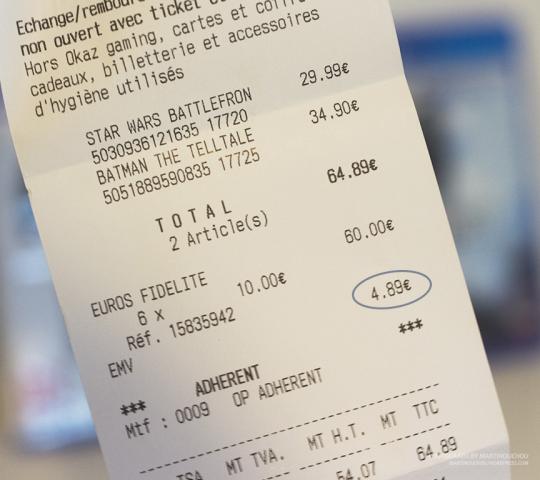 Echange/rembour
non ouvert avec ticket
Hors Okaz gaming, cartes et coffre
cadeaux, billetterie et accessoires
d'hygiène utilisés
STAR WARS BATTLEFRON 29.99€
5030936121635 17720
BATMAN THE TELLTALE 34.90€
5051889590835 17725
TOTAL 64.89€
2 Article(s)
EUROS FIDELITE 60.00€
6 x 10.00€
Réf. 15835942
EMV 4.89€
*** ADHERENT ***
Mtf : 0009 OP ADHERENT
TSA MT TVA. MT H.T. MT TTC
54.07 64.89